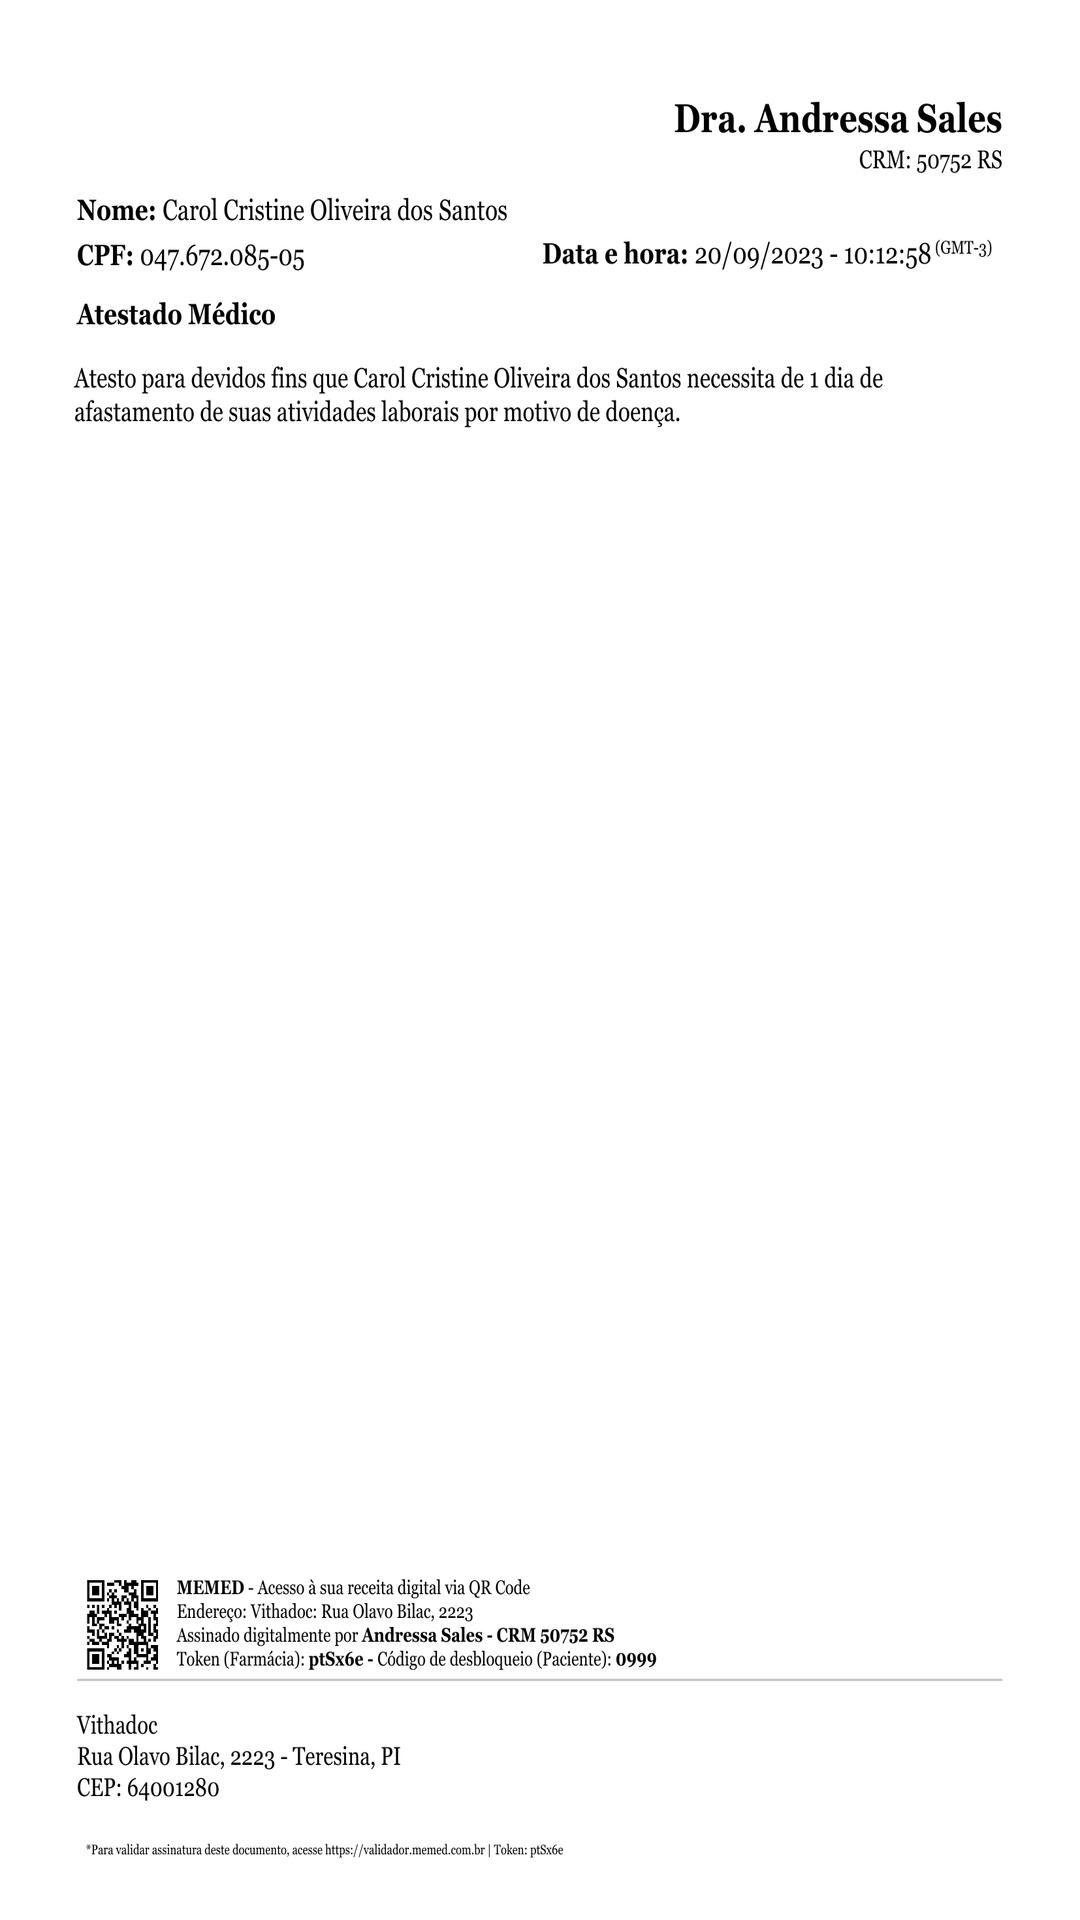 Dra. Andressa Sales
CRM: 50752 RS
Nome: Carol Cristine Oliveira dos Santos
CPF: 047.672.085-05
Data e hora: 20/09/2023 - 10:12:58 (GMT-3)
Atestado Médico
Atesto para devidos fins que Carol Cristine Oliveira dos Santos necessita de 1 dia de
afastamento de suas atividades laborais por motivo de doença.
MEMED - Acesso à sua receita digital via QR Code
Endereço: Vithadoc: Rua Olavo Bilac, 2223
Assinado digitalmente por Andressa Sales - CRM 50752 RS
Token (Farmácia): ptSx6e - Código de desbloqueio (Paciente): 0999
Vithadoc
Rua Olavo Bilac, 2223 - Teresina, PI
CEP: 64001280
*Para validar assinatura deste documento, acesse https://validador.memed.com.br | Token: ptSx6e